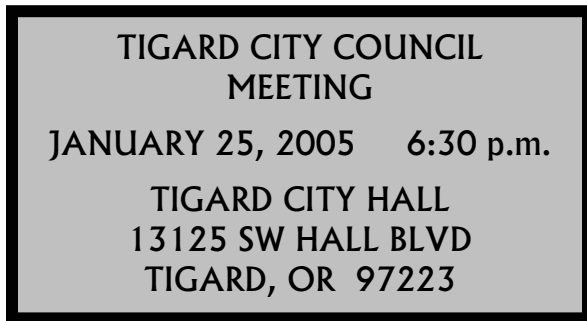 TIGARD CITY COUNCIL
MEETING
JANUARY 25, 2005 6:30 p.m.
TIGARD CITY HALL
13125 SW HALL BLVD
TIGARD, OR 97223